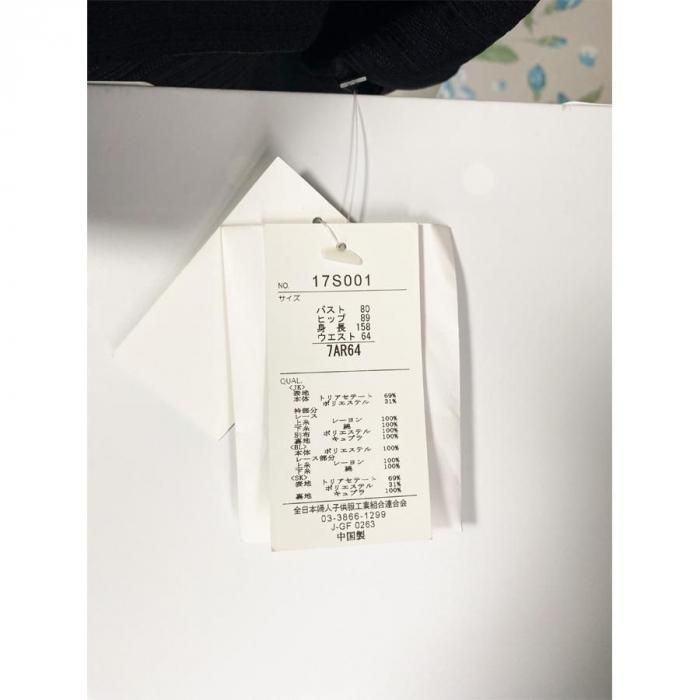 NO. 17S001
サイズ
バスト 80
ヒップ 89
身長 158
ウエスト 64
7AR64
QUAL.
<JK>
表地
本体 トリアセテート 69%
ポリエステル 31%
衿部分
レース
上糸 レーヨン 100%
下糸 綿 100%
別布 ポリエステル 100%
裏地 キュプラ 100%
<BL>
本体 ポリエステル 100%
レース部分
上糸 レーヨン 100%
下糸 綿 100%
<SK>
表地 トリアセテート 69%
ポリエステル 31%
裏地 キュプラ 100%
全日本婦人子供服工業組合連合会
03-3866-1299
J-GF 0263
中国製